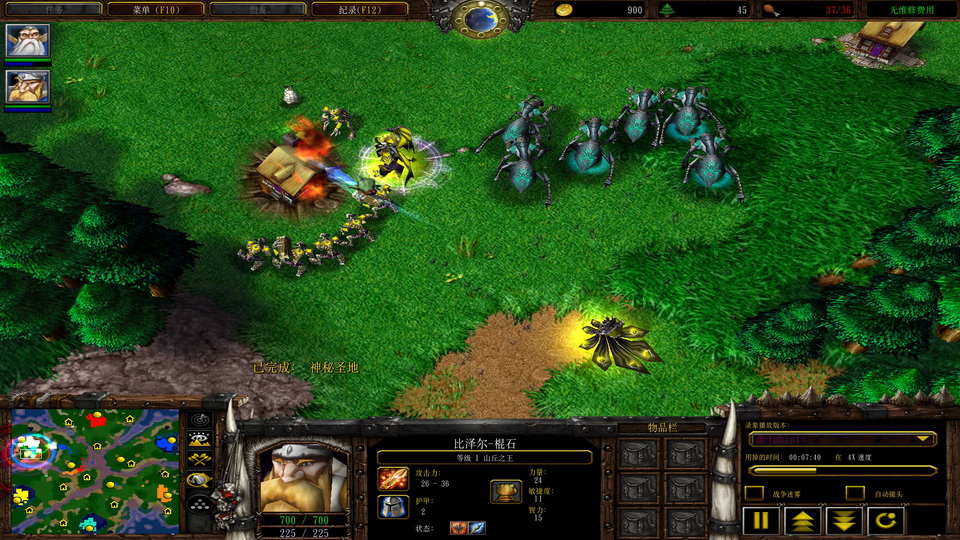 任务
菜单 (F10)
纪录(F12)
900
45
37/36
无维修费用
已完成： 神秘圣地
比泽尔-棍石
等级 1 山丘之王
攻击力:
26 - 36
护甲:
2
状态:
力量:
24
敏捷度:
11
智力:
15
700 / 700
225 / 225
物品栏
录象播放版本:
用掉的时间: 00:07:40 在 4X 速度
战争迷雾
自动镜头